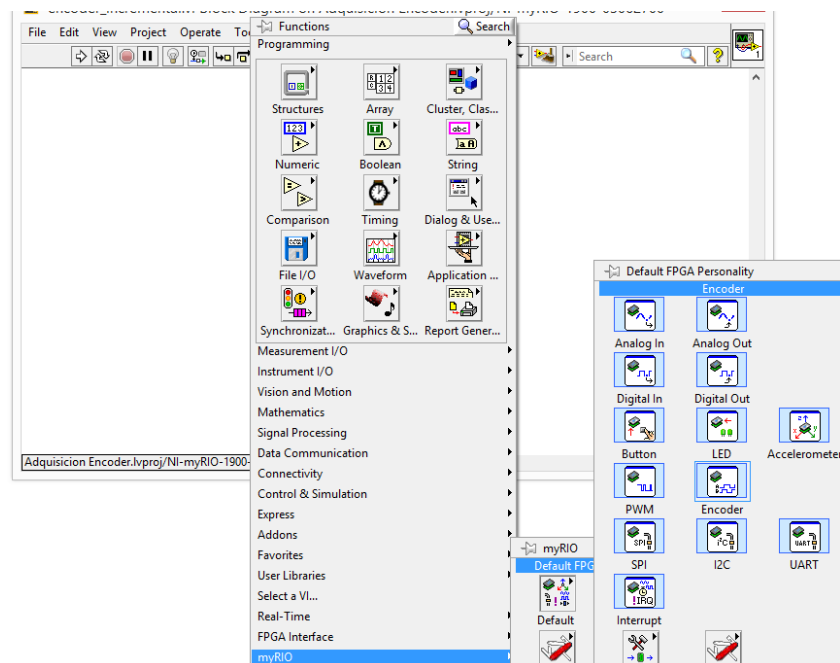 Functions
Search
File Edit View Project Operate
Programming
Search
1
Structures
Array
Cluster, Clas...
Numeric
Boolean
String
Comparison
Timing
Dialog & Use...
File I/O
Waveform
Application ...
Synchronizat...
Graphics & S...
Report Gener...
Measurement I/O
Instrument I/O
Vision and Motion
Mathematics
Signal Processing
Data Communication
Connectivity
Control & Simulation
Express
Addons
Favorites
User Libraries
Select a VI...
Real-Time
FPGA Interface
myRIO
Adquisicion Encoder.lvproj/NI-myRIO-1900-
myRIO
Default FPG
Default
Default FPGA Personality
Encoder
Analog In
Analog Out
Digital In
Digital Out
Button
LED
Accelerometer
PWM
Encoder
SPI
I2C
UART
Interrupt